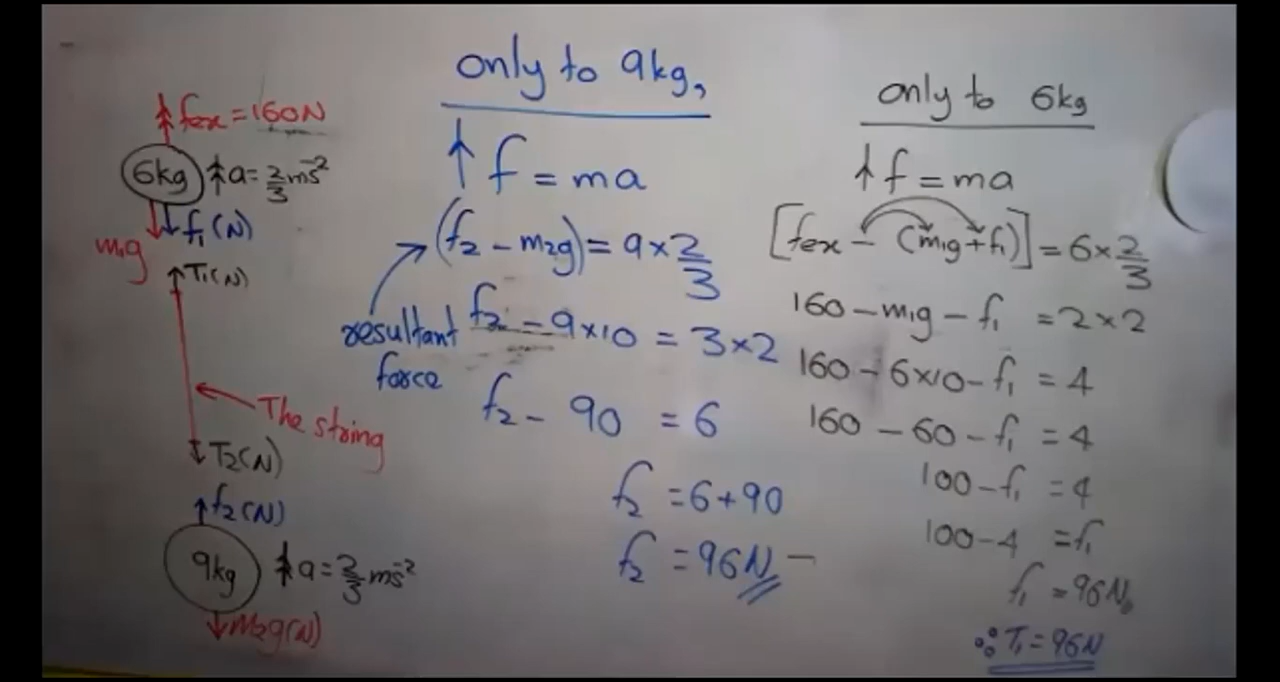 fex = 160N
6kg a = 2/3 ms⁻²
m₁g f₁(N)
T₁(N)
The string
T₂(N)
f₂(N)
9kg a = 2/3 ms⁻²
m₂g(N)
only to 9kg,
↑ f = ma
(f₂ - m₂g) = 9 × 2/3
resultant
force
f₂ - 9×10 = 3×2
f₂ - 90 = 6
f₂ = 6+90
f₂ = 96N
only to 6kg
↑ f = ma
[fex - (m₁g + f₁)] = 6 × 2/3
160 - m₁g - f₁ = 2×2
160 - 6×10 - f₁ = 4
160 - 60 - f₁ = 4
100 - f₁ = 4
100 - 4 = f₁
f₁ = 96N
∴ T₁ = 96N